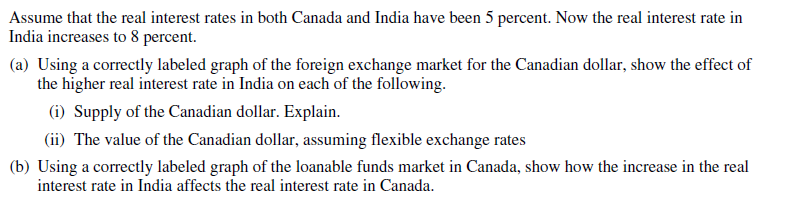 Assume that the real interest rates in both Canada and India have been 5 percent. Now the real interest rate in
India increases to 8 percent.
(a) Using a correctly labeled graph of the foreign exchange market for the Canadian dollar, show the effect of
the higher real interest rate in India on each of the following.
(i) Supply of the Canadian dollar. Explain.
(ii) The value of the Canadian dollar, assuming flexible exchange rates
(b) Using a correctly labeled graph of the loanable funds market in Canada, show how the increase in the real
interest rate in India affects the real interest rate in Canada.